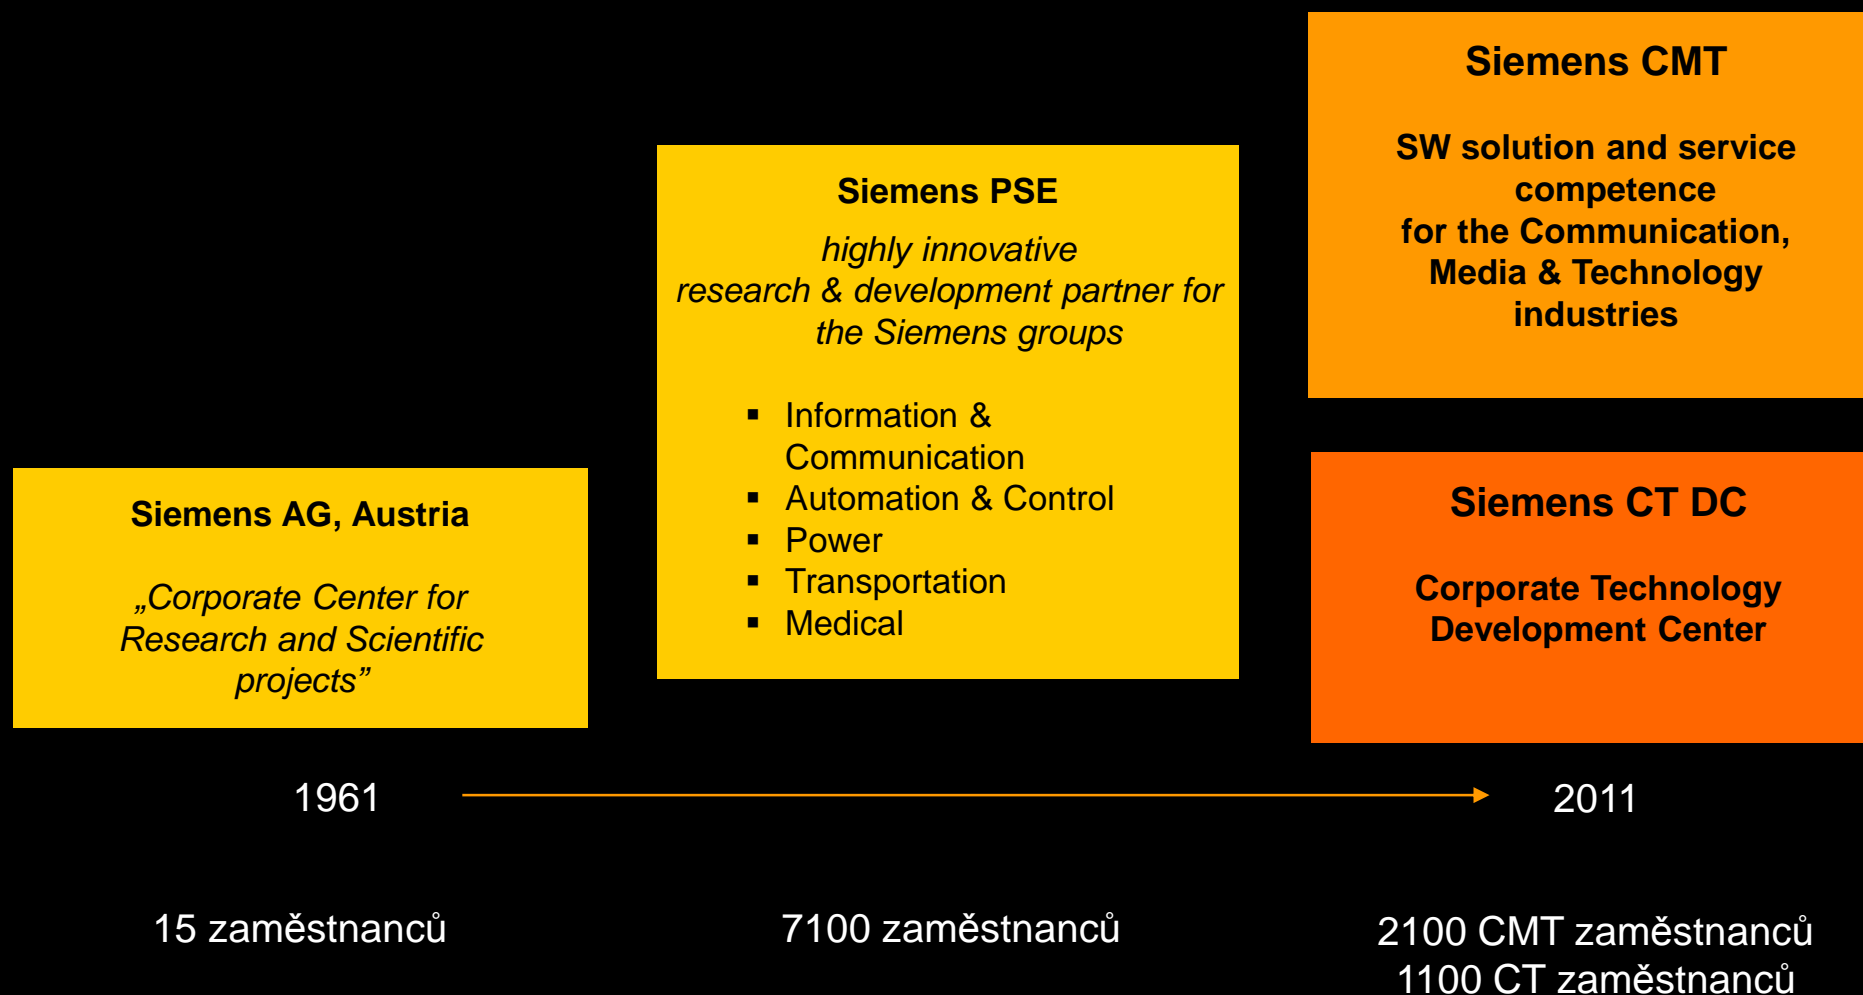 Siemens AG, Austria
„Corporate Center for
Research and Scientific
projects”
Siemens PSE
highly innovative
research & development partner for
the Siemens groups
▪ Information &
Communication
▪ Automation & Control
▪ Power
▪ Transportation
▪ Medical
Siemens CMT
SW solution and service
competence
for the Communication,
Media & Technology
industries
Siemens CT DC
Corporate Technology
Development Center
1961
2011
15 zaměstnanců
7100 zaměstnanců
2100 CMT zaměstnanců
1100 CT zaměstnanců